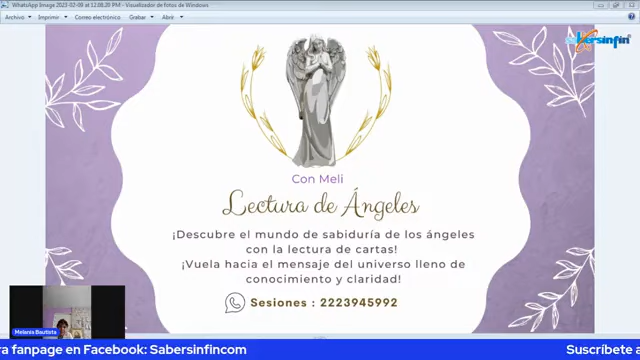 WhatsApp Image 2023-02-09 at 12.08.20 PM - Visualizador de fotos de Windows
Archivo Imprimir Correo electrónico Grabar Abrir
Sabersinfin
Con Meli
Lectura de Ángeles
¡Descubre el mundo de sabiduría de los ángeles
con la lectura de cartas!
¡Vuela hacia el mensaje del universo lleno de
conocimiento y claridad!
Sesiones : 2223945992
Melania Bautista
ra fanpage en Facebook: Sabersinfincom Suscríbete a